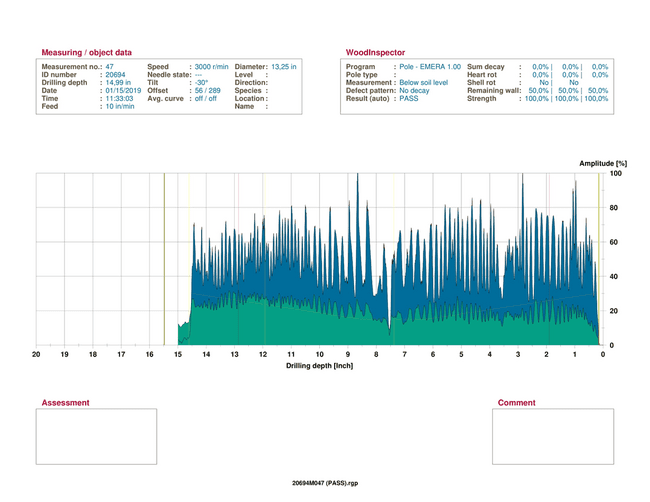 Measuring / object data
WoodInspector
Measurement no.: 47 Speed : 3000 r/min Diameter: 13,25 in
ID number : 20694 Needle state: --- Level :
Drilling depth : 14,99 in Tilt : -30° Direction:
Date : 01/15/2019 Offset : 56 / 289 Species :
Time : 11:33:03 Avg. curve : off / off Location :
Feed : 10 in/min Name :
Program : Pole - EMERA 1.00 Sum decay : 0,0% | 0,0% | 0,0%
Pole type : Heart rot : 0,0% | 0,0% | 0,0%
Measurement : Below soil level Shell rot : No | No
Defect pattern: No decay Remaining wall: 50,0% | 50,0% | 50,0%
Result (auto) : PASS Strength : 100,0% | 100,0% | 100,0%
Amplitude [%]
100
80
60
40
20
0
20 19 18 17 16 15 14 13 12 11 10 9 8 7 6 5 4 3 2 1 0
Drilling depth [Inch]
Assessment
Comment
20694M047 (PASS).rgp